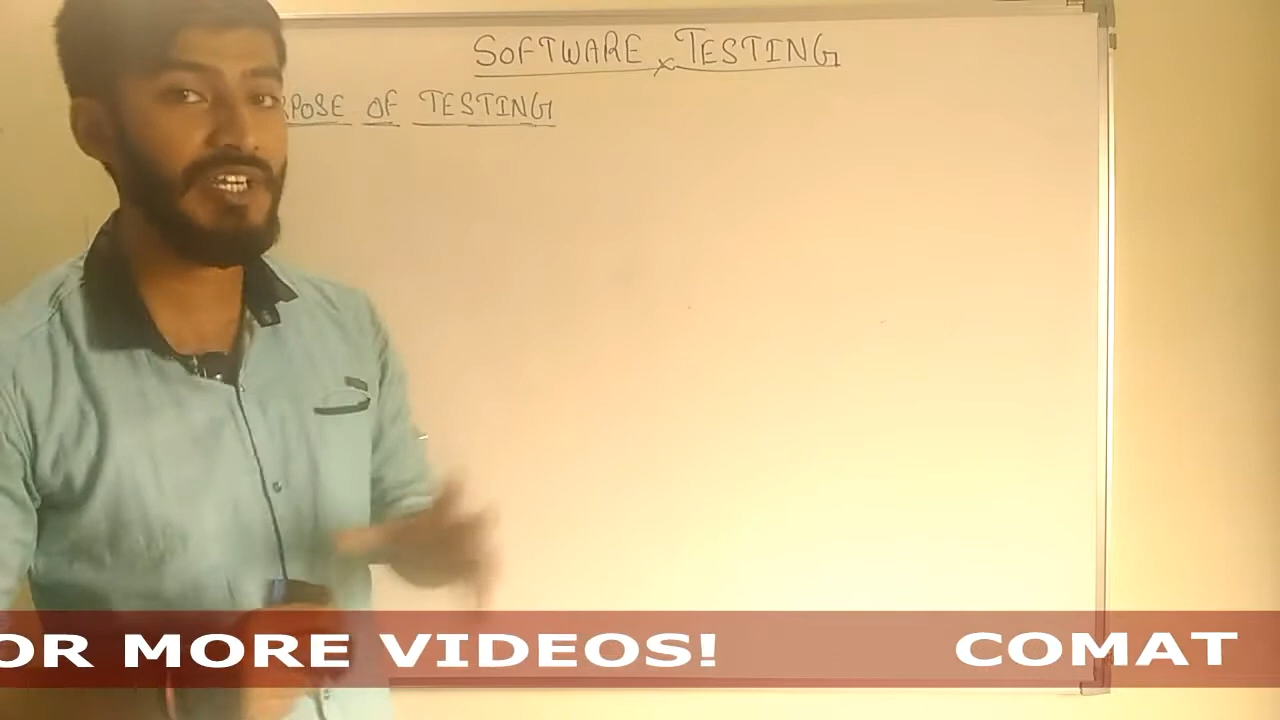 SOFTWARE TESTING
RPOSE OF TESTING
OR MORE VIDEOS! COMAT